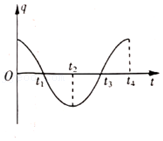 q
t₂
O t₁ t₃ t₄ t